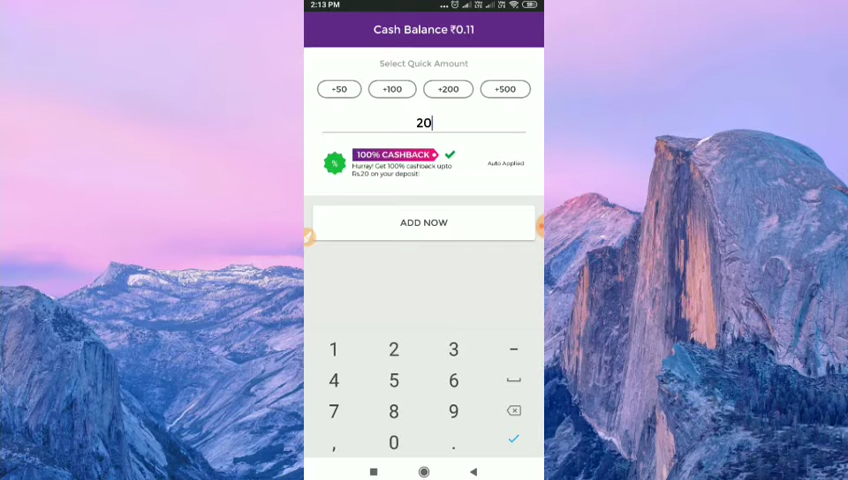 2:13 PM
Cash Balance ₹0.11
Select Quick Amount
+50 +100 +200 +500
20
100% CASHBACK
%
Hurray! Get 100% cashback upto
Rs.20 on your deposit.
Auto Applied
ADD NOW
1 2 3 -
4 5 6
7 8 9
, 0 .